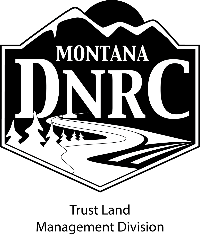 MONTANA
DNRC
Trust Land
Management Division